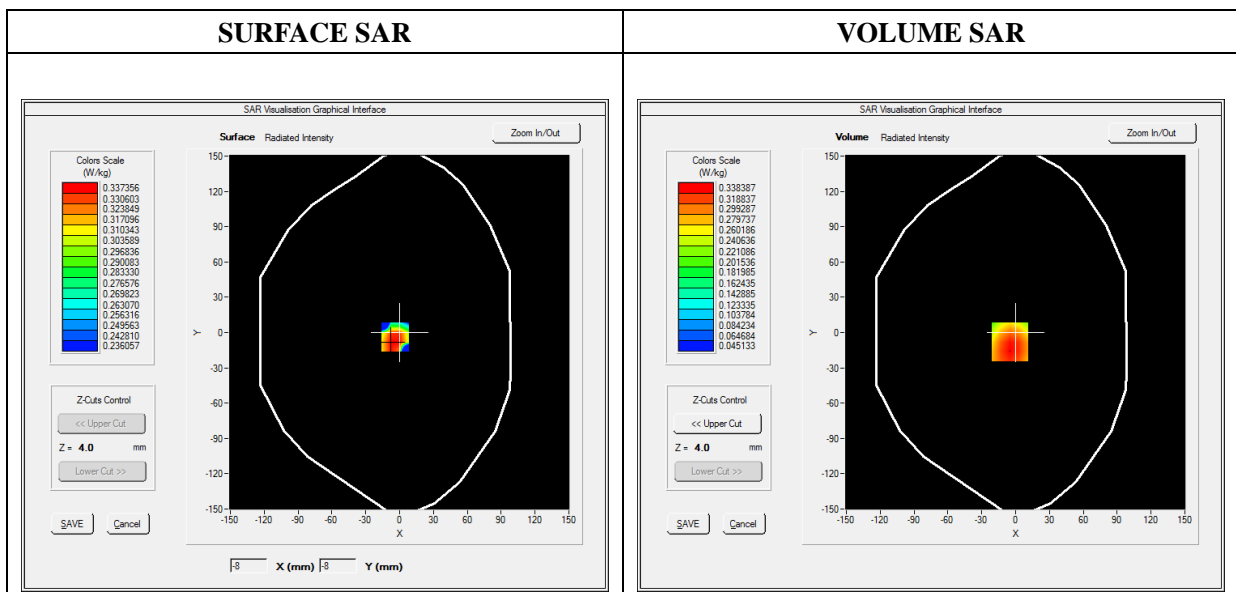 SURFACE SAR
VOLUME SAR
SAR Visualisation Graphical Interface
Surface Radiated Intensity
Zoom In/Out
Colors Scale
(W/kg)
0.337356
0.330603
0.323849
0.317096
0.310343
0.303589
0.296836
0.290083
0.283330
0.276576
0.269823
0.263070
0.256316
0.249563
0.242810
0.236057
Z-Cuts Control
<< Upper Cut
Z = 4.0 mm
Lower Cut >>
SAVE Cancel
150
120
90
60
30
0
-30
-60
-90
-120
-150
Y
-150 -120 -90 -60 -30 0 30 60 90 120 150
X
-8 X (mm) -8 Y (mm)
SAR Visualisation Graphical Interface
Volume Radiated Intensity
Zoom In/Out
Colors Scale
(W/kg)
0.338387
0.318837
0.299287
0.279737
0.260186
0.240636
0.221086
0.201536
0.181985
0.162435
0.142885
0.123335
0.103784
0.084234
0.064684
0.045133
Z-Cuts Control
<< Upper Cut
Z = 4.0 mm
Lower Cut >>
SAVE Cancel
150
120
90
60
30
0
-30
-60
-90
-120
-150
Y
-150 -120 -90 -60 -30 0 30 60 90 120 150
X